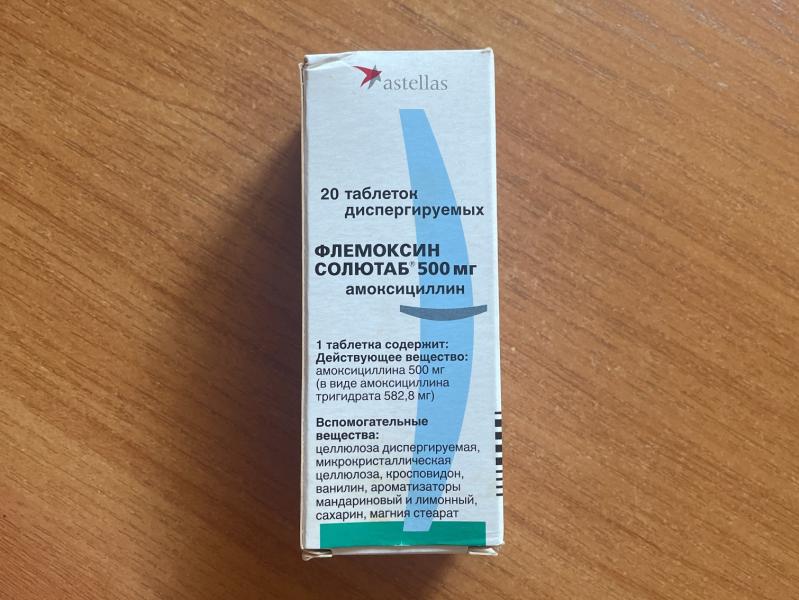 astellas
20 таблеток
диспергируемых
ФЛЕМОКСИН
СОЛЮТАБ® 500 мг
амоксициллин
1 таблетка содержит:
Действующее вещество:
амоксициллина 500 мг
(в виде амоксициллина
тригидрата 582,8 мг)
Вспомогательные
вещества:
целлюлоза диспергируемая,
микрокристаллическая
целлюлоза, кросповидон,
ванилин, ароматизаторы
мандариновый и лимонный,
сахарин, магния стеарат